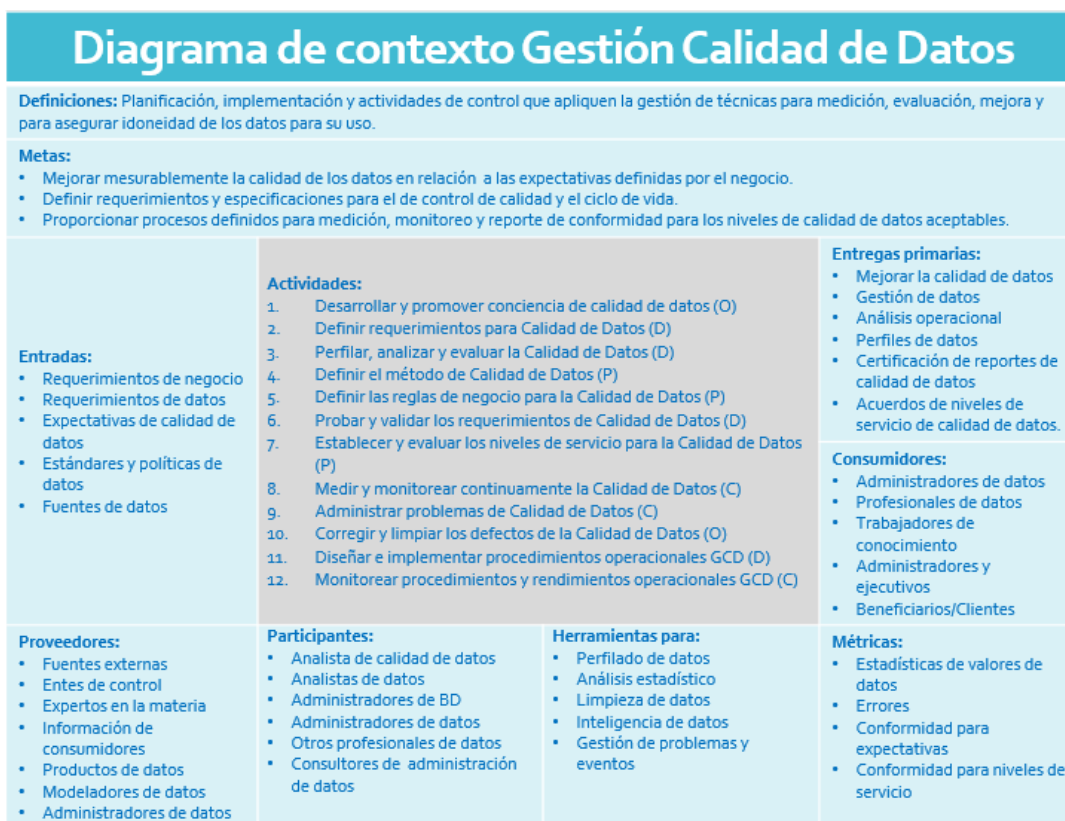 Diagrama de contexto Gestión Calidad de Datos
Definiciones: Planificación, implementación y actividades de control que apliquen la gestión de técnicas para medición, evaluación, mejora y
para asegurar idoneidad de los datos para su uso.
Metas:
• Mejorar mesurablemente la calidad de los datos en relación a las expectativas definidas por el negocio.
• Definir requerimientos y especificaciones para el de control de calidad y el ciclo de vida.
• Proporcionar procesos definidos para medición, monitoreo y reporte de conformidad para los niveles de calidad de datos aceptables.
Entradas:
• Requerimientos de negocio
• Requerimientos de datos
• Expectativas de calidad de
datos
• Estándares y políticas de
datos
• Fuentes de datos
Actividades:
1. Desarrollar y promover conciencia de calidad de datos (O)
2. Definir requerimientos para Calidad de Datos (D)
3. Perfilar, analizar y evaluar la Calidad de Datos (D)
4. Definir el método de Calidad de Datos (P)
5. Definir las reglas de negocio para la Calidad de Datos (P)
6. Probar y validar los requerimientos de Calidad de Datos (D)
7. Establecer y evaluar los niveles de servicio para la Calidad de Datos
(P)
8. Medir y monitorear continuamente la Calidad de Datos (C)
9. Administrar problemas de Calidad de Datos (C)
10. Corregir y limpiar los defectos de la Calidad de Datos (O)
11. Diseñar e implementar procedimientos operacionales GCD (D)
12. Monitorear procedimientos y rendimientos operacionales GCD (C)
Entregas primarias:
• Mejorar la calidad de datos
• Gestión de datos
• Análisis operacional
• Perfiles de datos
• Certificación de reportes de
calidad de datos
• Acuerdos de niveles de
servicio de calidad de datos.
Consumidores:
• Administradores de datos
• Profesionales de datos
• Trabajadores de
conocimiento
• Administradores y
ejecutivos
• Beneficiarios/Clientes
Proveedores:
• Fuentes externas
• Entes de control
• Expertos en la materia
• Información de
consumidores
• Productos de datos
• Modeladores de datos
• Administradores de datos
Participantes:
• Analista de calidad de datos
• Analistas de datos
• Administradores de BD
• Administradores de datos
• Otros profesionales de datos
• Consultores de administración
de datos
Herramientas para:
• Perfilado de datos
• Análisis estadístico
• Limpieza de datos
• Inteligencia de datos
• Gestión de problemas y
eventos
Métricas:
• Estadísticas de valores de
datos
• Errores
• Conformidad para
expectativas
• Conformidad para niveles de
servicio